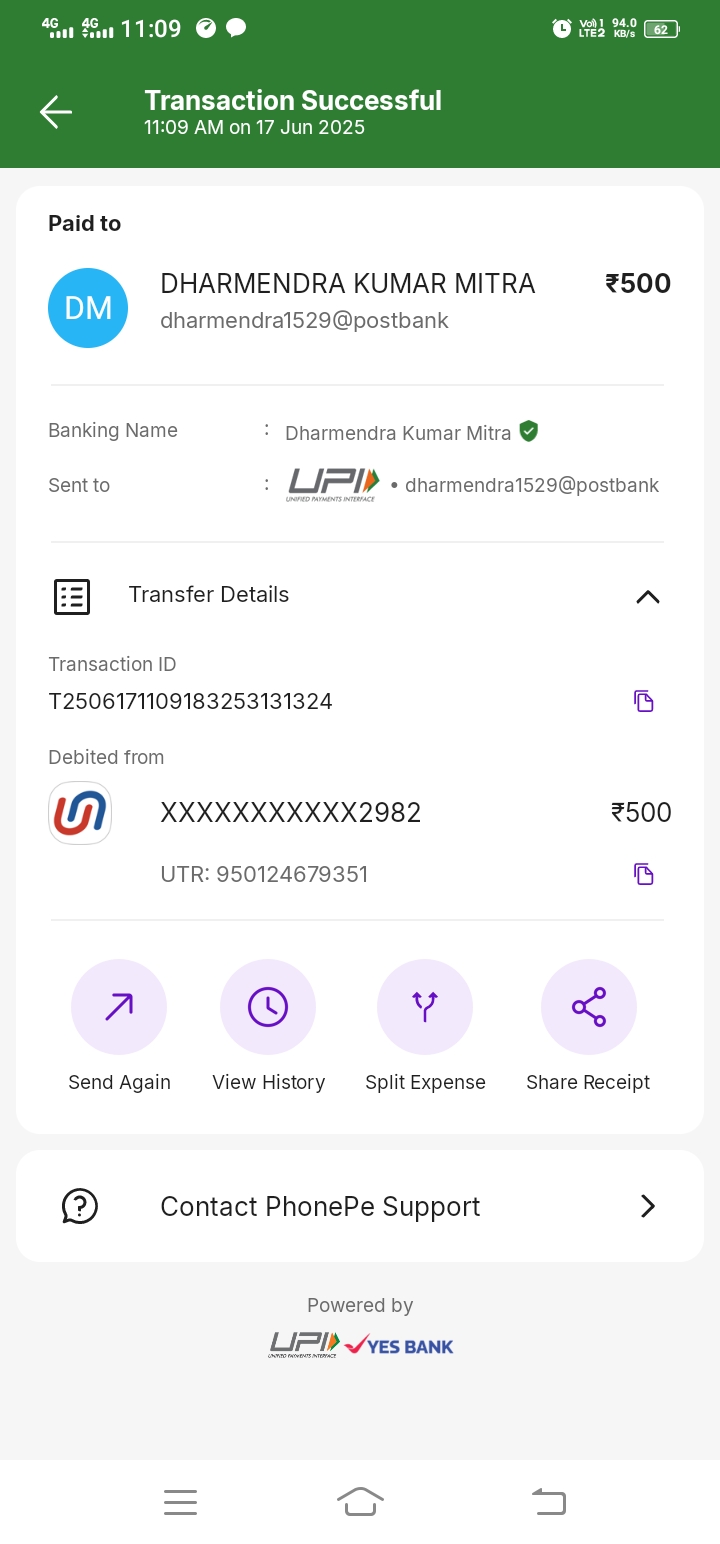 4G 4G 11:09 Vo) 1 LTE2 94.0 KB/s 62
Transaction Successful
11:09 AM on 17 Jun 2025
Paid to
DM
DHARMENDRA KUMAR MITRA ₹500
dharmendra1529@postbank
Banking Name : Dharmendra Kumar Mitra
Sent to : UPI • dharmendra1529@postbank
UNIFIED PAYMENTS INTERFACE
Transfer Details
Transaction ID
T2506171109183253131324
Debited from
XXXXXXXXXXX2982 ₹500
UTR: 950124679351
Send Again View History Split Expense Share Receipt
Contact PhonePe Support
Powered by
UPI YES BANK
UNIFIED PAYMENTS INTERFACE